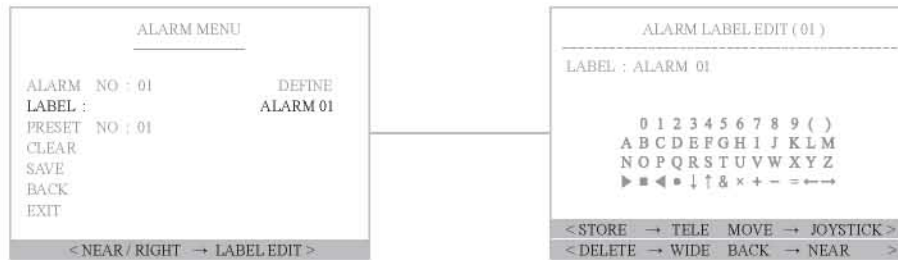 ALARM MENU
ALARM NO : 01 DEFINE
LABEL : ALARM 01
PRESET NO : 01
CLEAR
SAVE
BACK
EXIT
< NEAR / RIGHT → LABEL EDIT >
ALARM LABEL EDIT ( 01 )
LABEL : ALARM 01
0 1 2 3 4 5 6 7 8 9 ( )
A B C D E F G H I J K L M
N O P Q R S T U V W X Y Z
▶ ■ ◀ ● ↓ ↑ & × + − = ← →
< STORE → TELE MOVE → JOYSTICK >
< DELETE → WIDE BACK → NEAR >